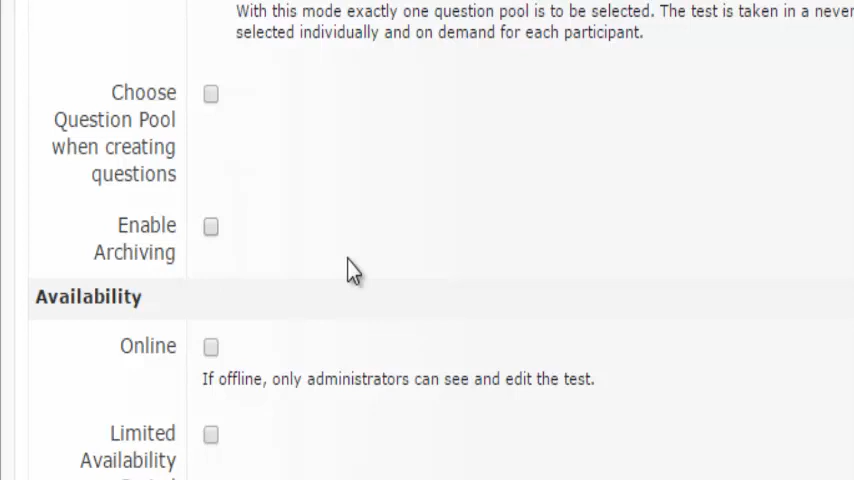 With this mode exactly one question pool is to be selected. The test is taken in a never
selected individually and on demand for each participant.
Choose
Question Pool
when creating
questions
Enable
Archiving
Availability
Online
If offline, only administrators can see and edit the test.
Limited
Availability